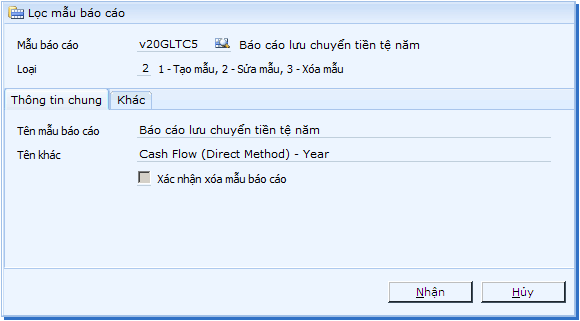 Lọc mẫu báo cáo
Mẫu báo cáo v20GLTC5 Báo cáo lưu chuyển tiền tệ năm
Loại 2 1 - Tạo mẫu, 2 - Sửa mẫu, 3 - Xóa mẫu
Thông tin chung Khác
Tên mẫu báo cáo Báo cáo lưu chuyển tiền tệ năm
Tên khác Cash Flow (Direct Method) - Year
Xác nhận xóa mẫu báo cáo
Nhận Hủy